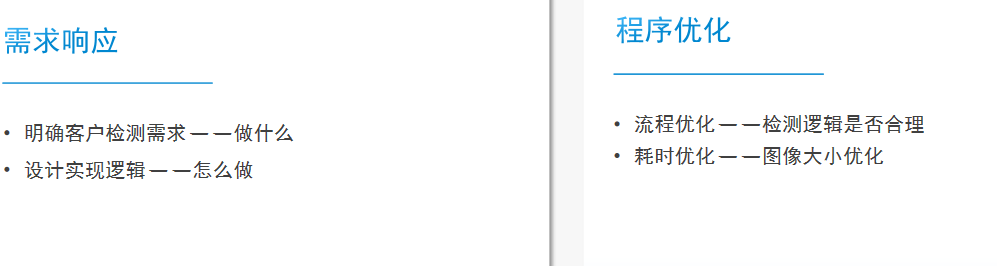 需求响应
• 明确客户检测需求——做什么
• 设计实现逻辑——怎么做
程序优化
• 流程优化——检测逻辑是否合理
• 耗时优化——图像大小优化